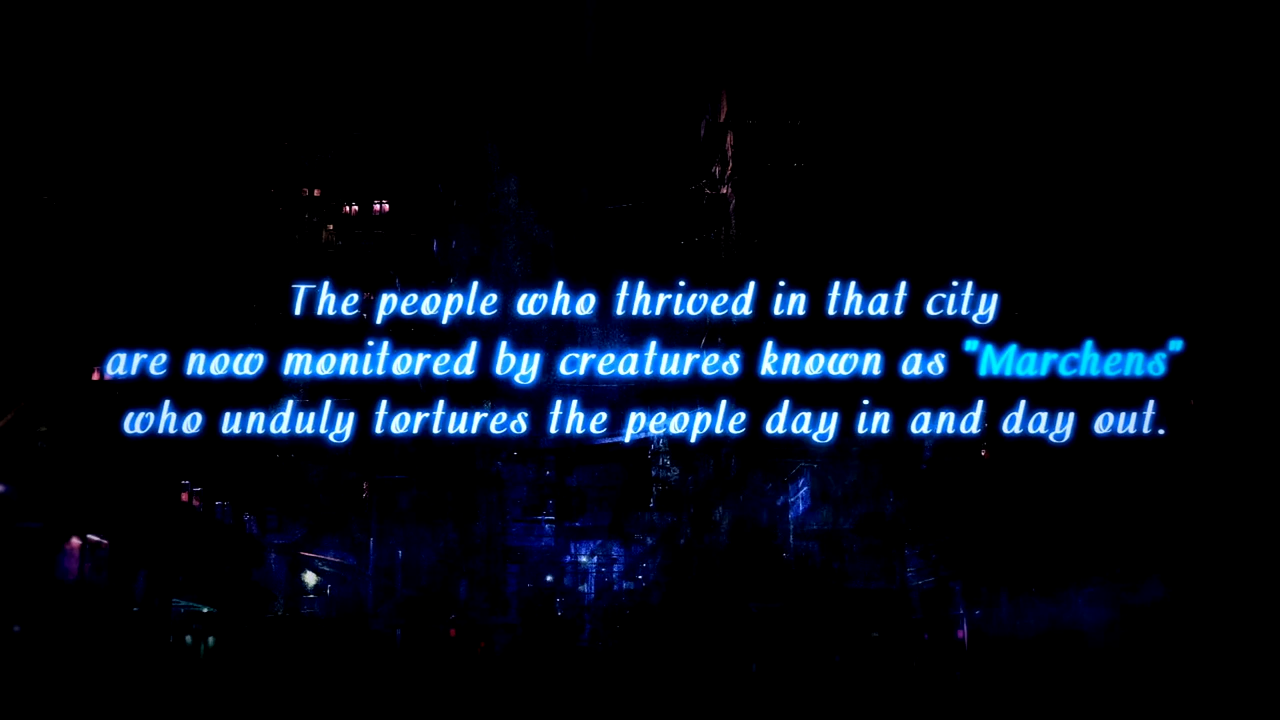 The people who thrived in that city
are now monitored by creatures known as "Marchens"
who unduly tortures the people day in and day out.